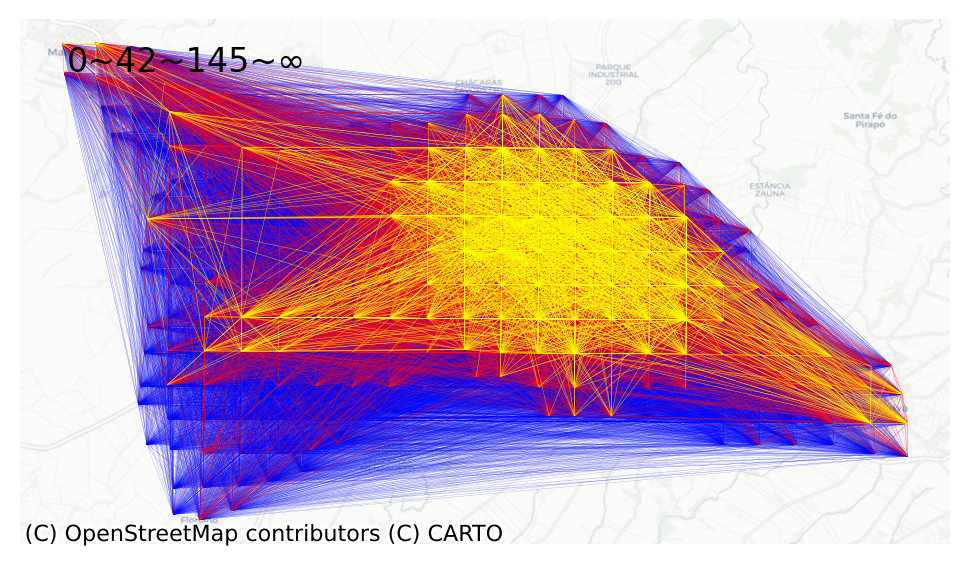 0~42~145~∞
CHÁCARAS
PARQUE
INDUSTRIAL
200
Santa Fé do
Pirapó
ESTÂNCIA
ZAUNA
(C) OpenStreetMap contributors (C) CARTO